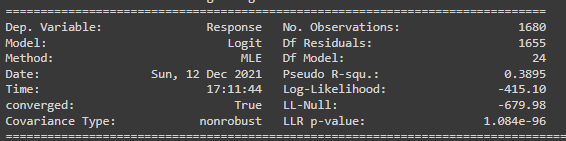 ==============================================================================
Dep. Variable: Response No. Observations: 1680
Model: Logit Df Residuals: 1655
Method: MLE Df Model: 24
Date: Sun, 12 Dec 2021 Pseudo R-squ.: 0.3895
Time: 17:11:44 Log-Likelihood: -415.10
converged: True LL-Null: -679.98
Covariance Type: nonrobust LLR p-value: 1.084e-96
==============================================================================